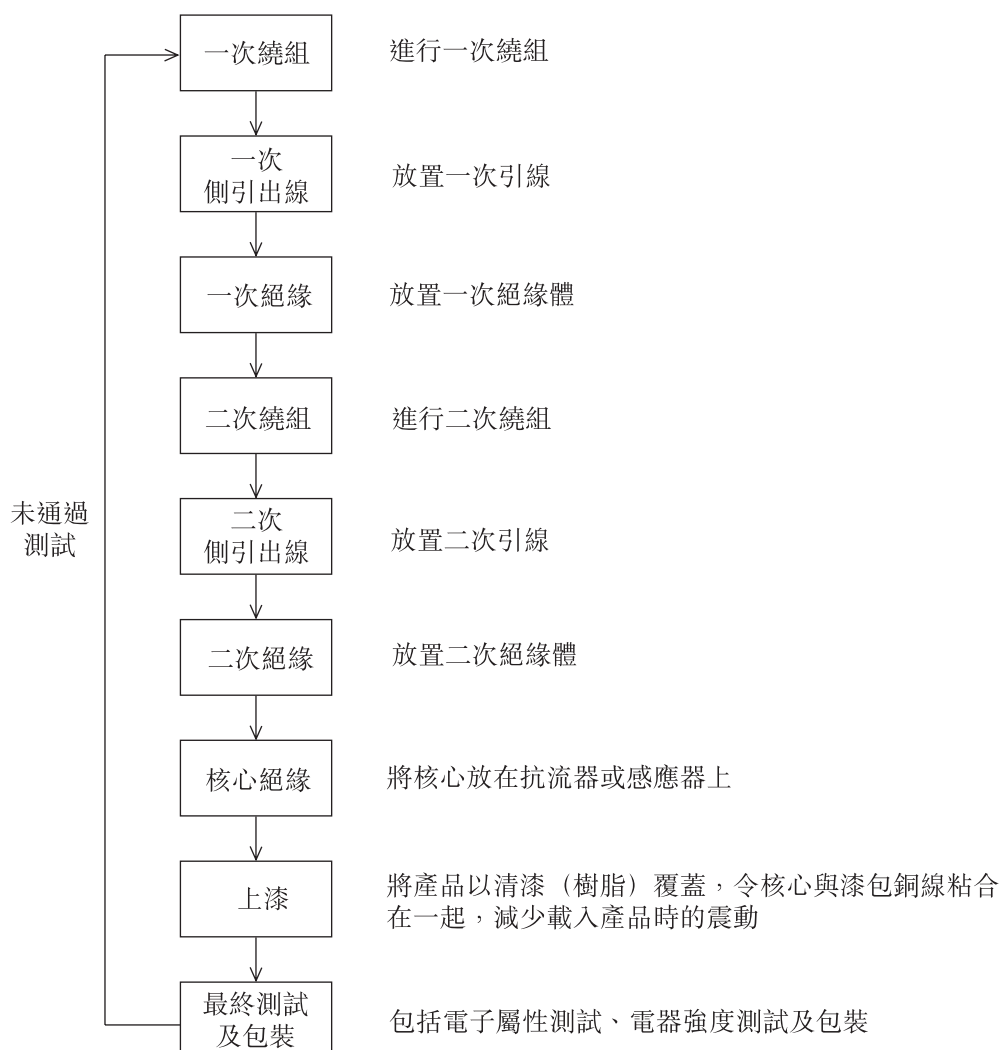 一次繞組
進行一次繞組
一次
側引出線
放置一次引線
一次絕緣
放置一次絕緣體
二次繞組
進行二次繞組
未通過
測試
二次
側引出線
放置二次引線
二次絕緣
放置二次絕緣體
核心絕緣
將核心放在抗流器或感應器上
上漆
將產品以清漆（樹脂）覆蓋，令核心與漆包銅線粘合
在一起，減少載入產品時的震動
最終測試
及包裝
包括電子屬性測試、電器強度測試及包裝